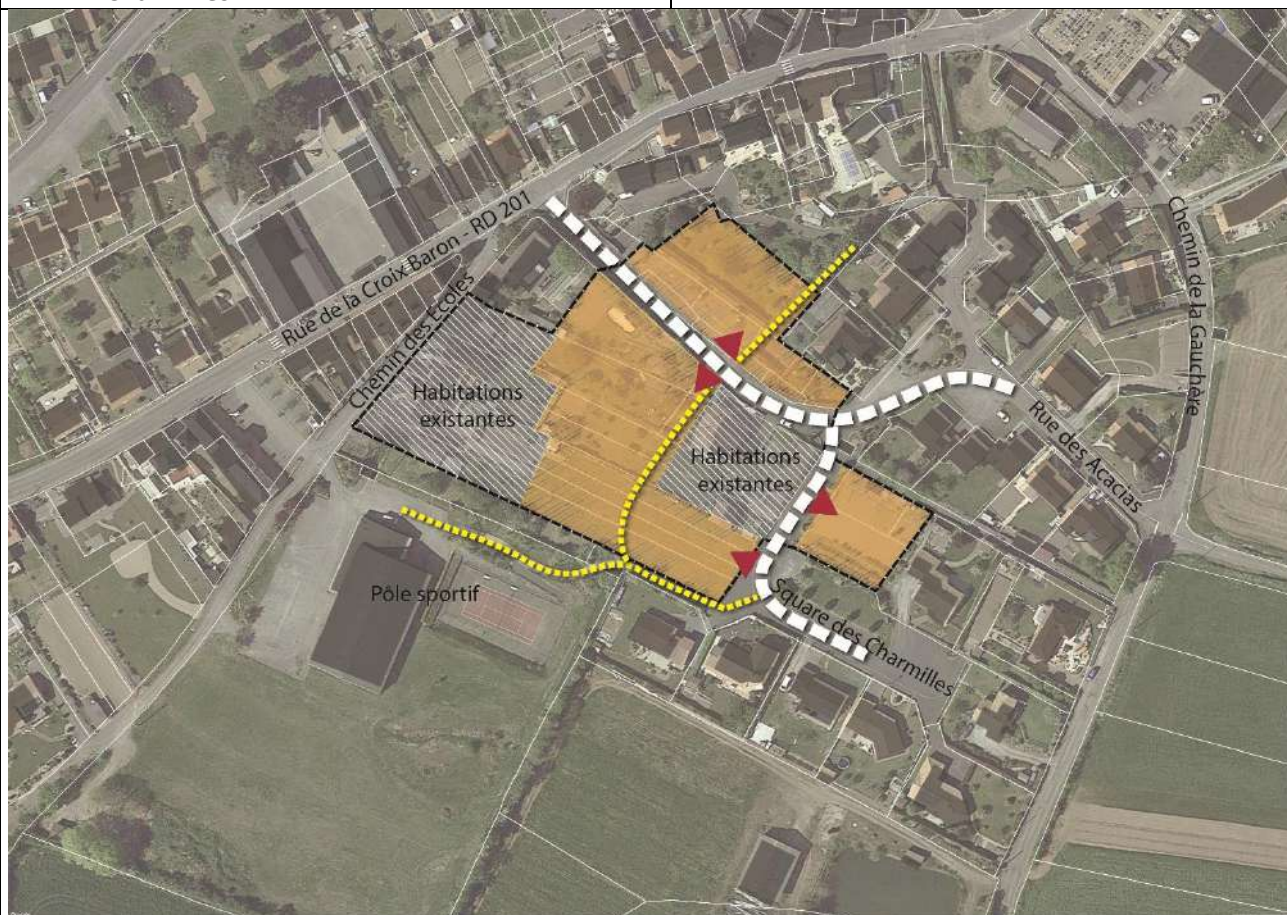 Rue de la Croix Baron - RD 201
Chemin des Ecoles
Habitations
existantes
Habitations
existantes
Chemin de la Gauchère
Rue des Acacias
Pôle sportif
Square des Charmilles